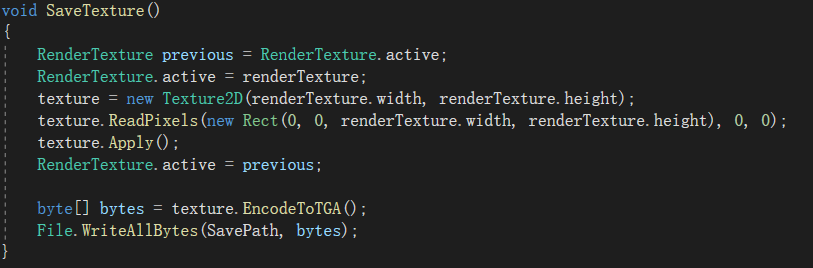 void SaveTexture()
{
RenderTexture previous = RenderTexture.active;
RenderTexture.active = renderTexture;
texture = new Texture2D(renderTexture.width, renderTexture.height);
texture.ReadPixels(new Rect(0, 0, renderTexture.width, renderTexture.height), 0, 0);
texture.Apply();
RenderTexture.active = previous;
byte[] bytes = texture.EncodeToTGA();
File.WriteAllBytes(SavePath, bytes);
}